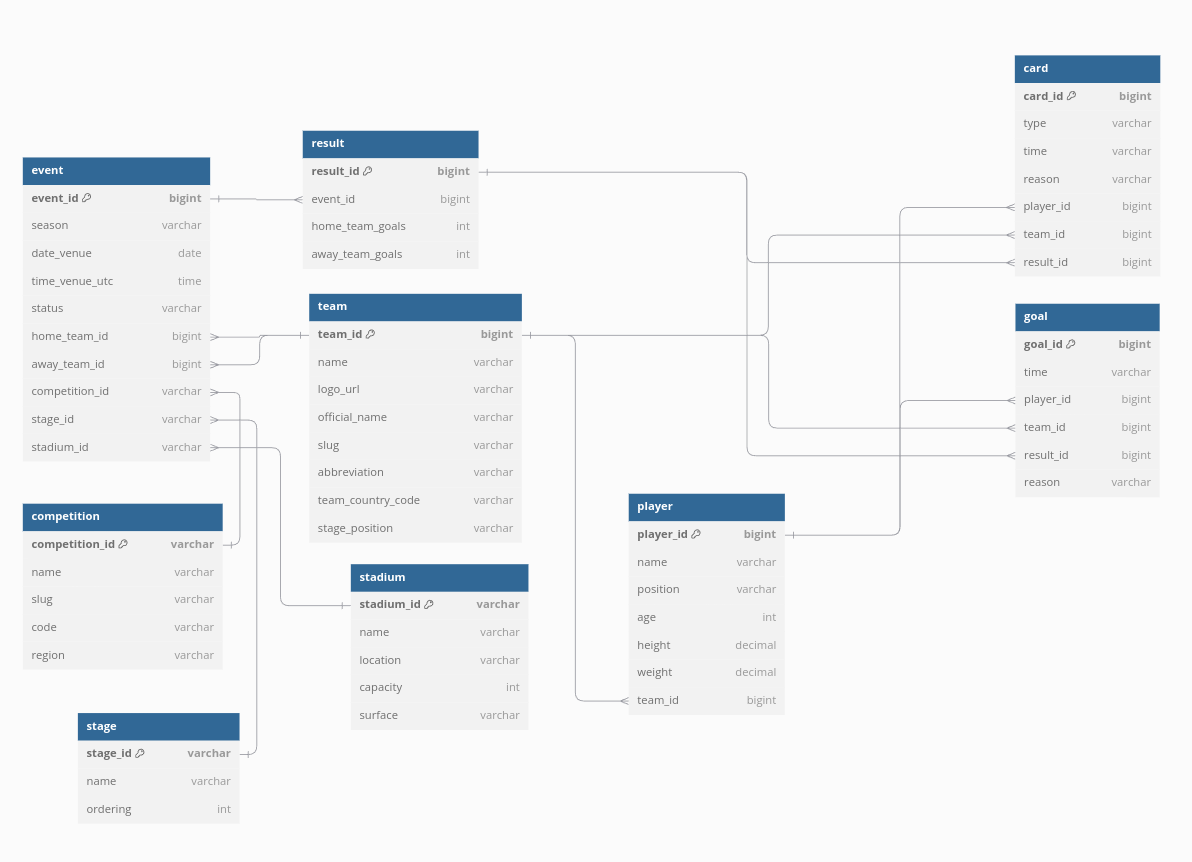 event
event_id bigint
season varchar
date_venue date
time_venue_utc time
status varchar
home_team_id bigint
away_team_id bigint
competition_id varchar
stage_id varchar
stadium_id varchar
competition
competition_id varchar
name varchar
slug varchar
code varchar
region varchar
stage
stage_id varchar
name varchar
ordering int
result
result_id bigint
event_id bigint
home_team_goals int
away_team_goals int
team
team_id bigint
name varchar
logo_url varchar
official_name varchar
slug varchar
abbreviation varchar
team_country_code varchar
stage_position varchar
stadium
stadium_id varchar
name varchar
location varchar
capacity int
surface varchar
player
player_id bigint
name varchar
position varchar
age int
height decimal
weight decimal
team_id bigint
card
card_id bigint
type varchar
time varchar
reason varchar
player_id bigint
team_id bigint
result_id bigint
goal
goal_id bigint
time varchar
player_id bigint
team_id bigint
result_id bigint
reason varchar